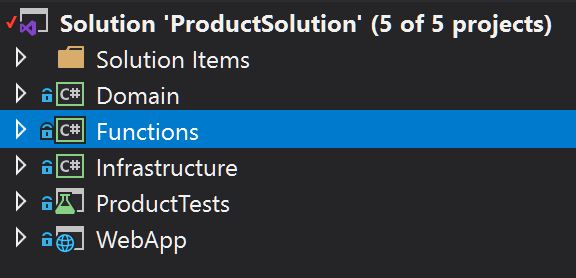 Solution 'ProductSolution' (5 of 5 projects)
Solution Items
C# Domain
C# Functions
C# Infrastructure
ProductTests
WebApp